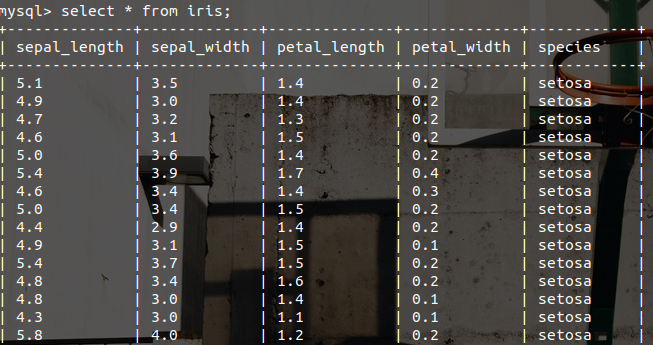 mysql> select * from iris;
+--------------+-------------+--------------+-------------+---------+
| sepal_length | sepal_width | petal_length | petal_width | species |
+--------------+-------------+--------------+-------------+---------+
| 5.1 | 3.5 | 1.4 | 0.2 | setosa |
| 4.9 | 3.0 | 1.4 | 0.2 | setosa |
| 4.7 | 3.2 | 1.3 | 0.2 | setosa |
| 4.6 | 3.1 | 1.5 | 0.2 | setosa |
| 5.0 | 3.6 | 1.4 | 0.2 | setosa |
| 5.4 | 3.9 | 1.7 | 0.4 | setosa |
| 4.6 | 3.4 | 1.4 | 0.3 | setosa |
| 5.0 | 3.4 | 1.5 | 0.2 | setosa |
| 4.4 | 2.9 | 1.4 | 0.2 | setosa |
| 4.9 | 3.1 | 1.5 | 0.1 | setosa |
| 5.4 | 3.7 | 1.5 | 0.2 | setosa |
| 4.8 | 3.4 | 1.6 | 0.2 | setosa |
| 4.8 | 3.0 | 1.4 | 0.1 | setosa |
| 4.3 | 3.0 | 1.1 | 0.1 | setosa |
| 5.8 | 4.0 | 1.2 | 0.2 | setosa |